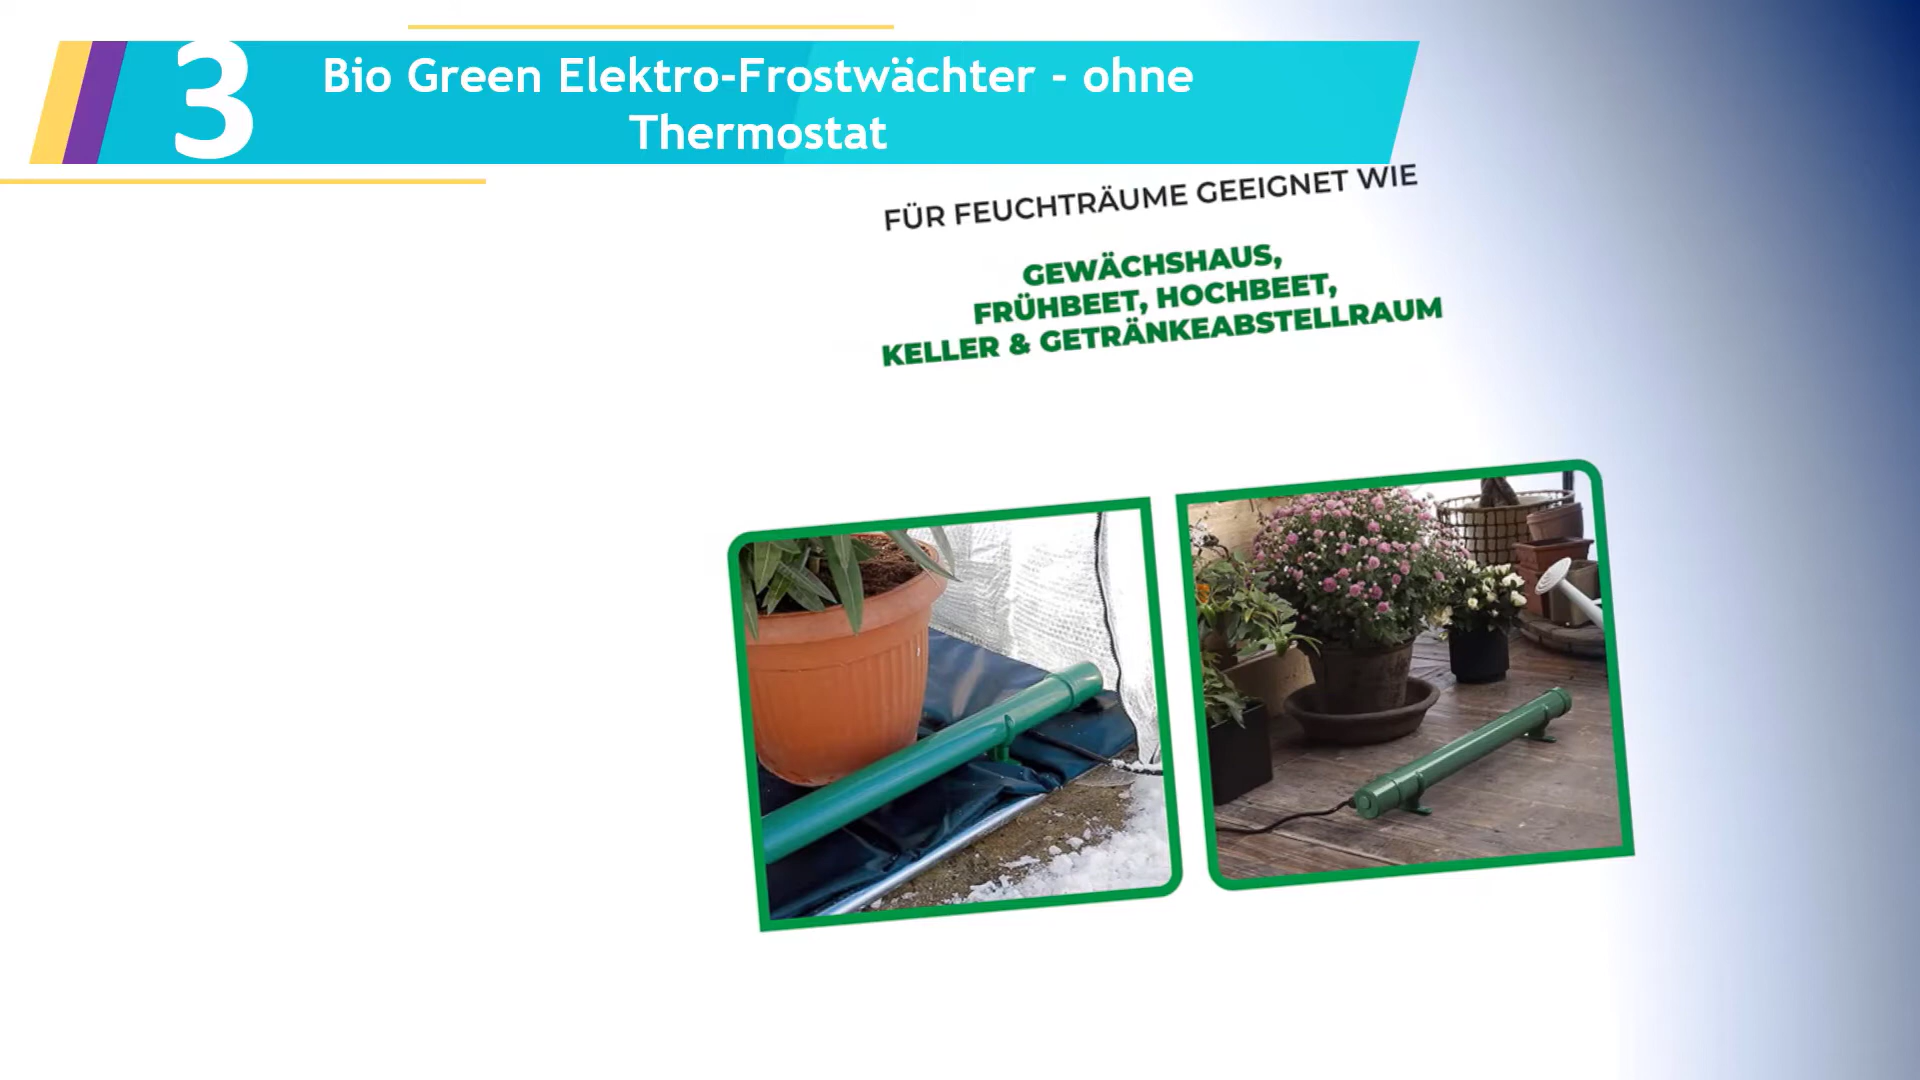 3
Bio Green Elektro-Frostwächter - ohne
Thermostat
FÜR FEUCHTRÄUME GEEIGNET WIE
GEWÄCHSHAUS,
FRÜHBEET, HOCHBEET,
KELLER & GETRÄNKEABSTELLRAUM